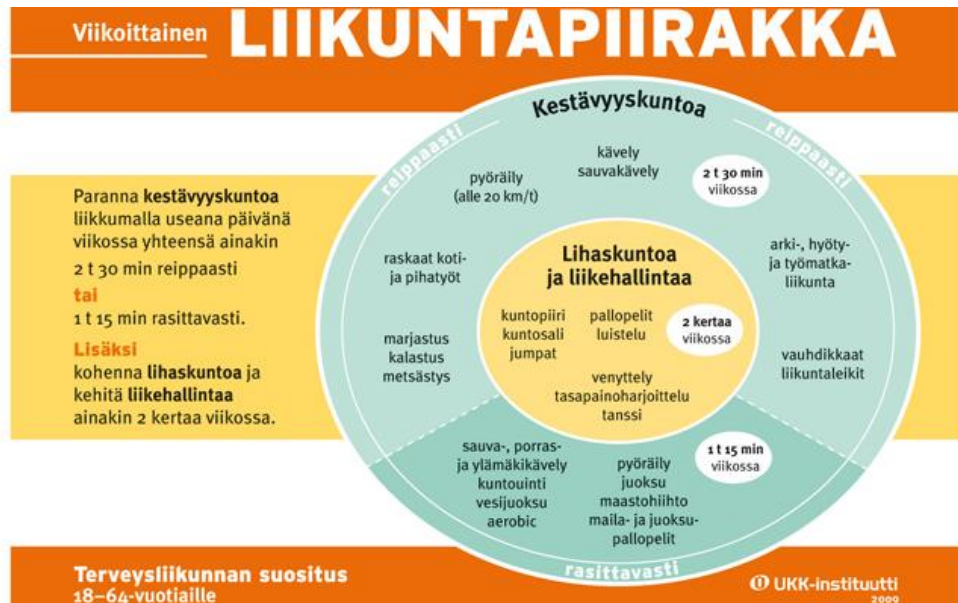 Viikoittainen LIIKUNTAPIIRAKKA
Paranna kestävyyskuntoa
liikkumalla useana päivänä
viikossa yhteensä ainakin
2 t 30 min reippaasti
tai
1 t 15 min rasittavasti.
Lisäksi
kohenna lihaskuntoa ja
kehitä liikehallintaa
ainakin 2 kertaa viikossa.
Kestävyyskuntoa
reippaasti
reippaasti
kävely
sauvakävely
2 t 30 min
viikossa
pyöräily
(alle 20 km/t)
raskaat koti-
ja pihatyöt
marjastus
kalastus
metsästys
arki-, hyöty-
ja työmatka-
liikunta
vauhdikkaat
liikuntaleikit
Lihaskuntoa
ja liikehallintaa
kuntopiiri
kuntosali
jumpat
pallopelit
luistelu
2 kertaa
viikossa
venyttely
tasapainoharjoittelu
tanssi
sauva-, porras-
ja ylämäkikävely
kuntouinti
vesijuoksu
aerobic
pyöräily
juoksu
maastohiihto
maila- ja juoksu-
pallopelit
1 t 15 min
viikossa
rasittavasti
Terveysliikunnan suositus
18–64-vuotiaille
UKK-instituutti
2009